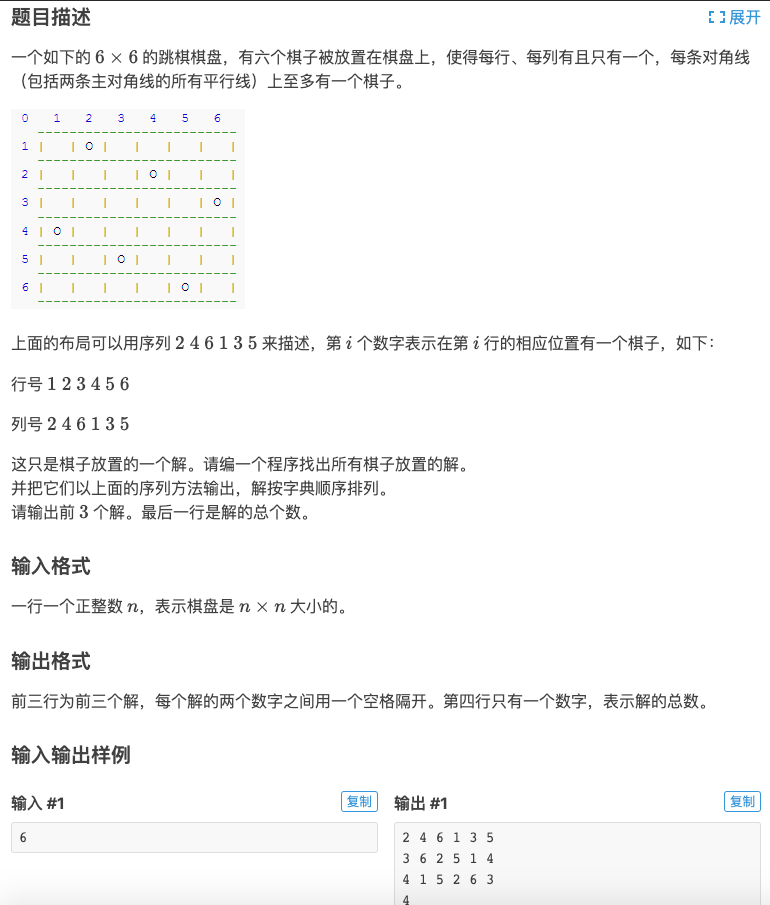 题目描述
展开
一个如下的 6 × 6 的跳棋棋盘，有六个棋子被放置在棋盘上，使得每行、每列有且只有一个，每条对角线
（包括两条主对角线的所有平行线）上至多有一个棋子。
0 1 2 3 4 5 6
-------------------------
1 | | O | | | | |
-------------------------
2 | | | | O | | |
-------------------------
3 | | | | | | O |
-------------------------
4 | O | | | | | |
-------------------------
5 | | | O | | | |
-------------------------
6 | | | | | O | |
-------------------------
上面的布局可以用序列 2 4 6 1 3 5 来描述，第 i 个数字表示在第 i 行的相应位置有一个棋子，如下：
行号 1 2 3 4 5 6
列号 2 4 6 1 3 5
这只是棋子放置的一个解。请编一个程序找出所有棋子放置的解。
并把它们以上面的序列方法输出，解按字典顺序排列。
请输出前 3 个解。最后一行是解的总个数。
输入格式
一行一个正整数 n，表示棋盘是 n × n 大小的。
输出格式
前三行为前三个解，每个解的两个数字之间用一个空格隔开。第四行只有一个数字，表示解的总数。
输入输出样例
输入 #1
复制
6
输出 #1
复制
2 4 6 1 3 5
3 6 2 5 1 4
4 1 5 2 6 3
4